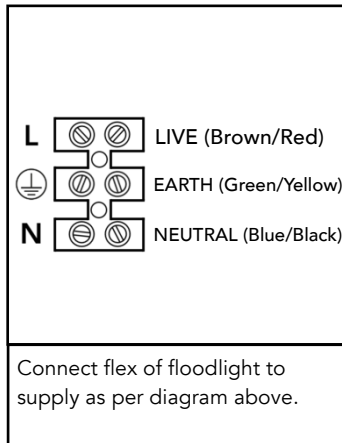 L LIVE (Brown/Red)
EARTH (Green/Yellow)
N NEUTRAL (Blue/Black)
Connect flex of floodlight to
supply as per diagram above.